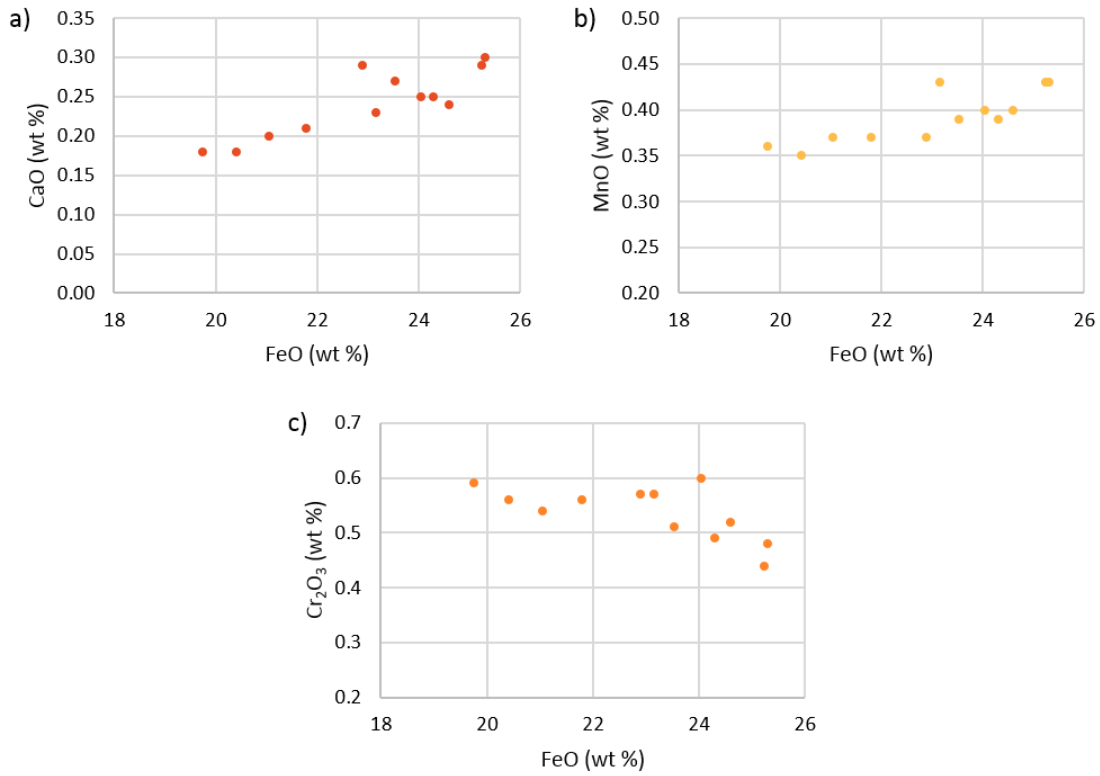 a)
0.35
0.30
0.25
0.20
0.15
0.10
0.05
0.00
CaO (wt %)
18 20 22 24 26
FeO (wt %)
b)
0.50
0.45
0.40
0.35
0.30
0.25
0.20
MnO (wt %)
18 20 22 24 26
FeO (wt %)
c)
0.7
0.6
0.5
0.4
0.3
0.2
Cr₂O₃ (wt %)
18 20 22 24 26
FeO (wt %)